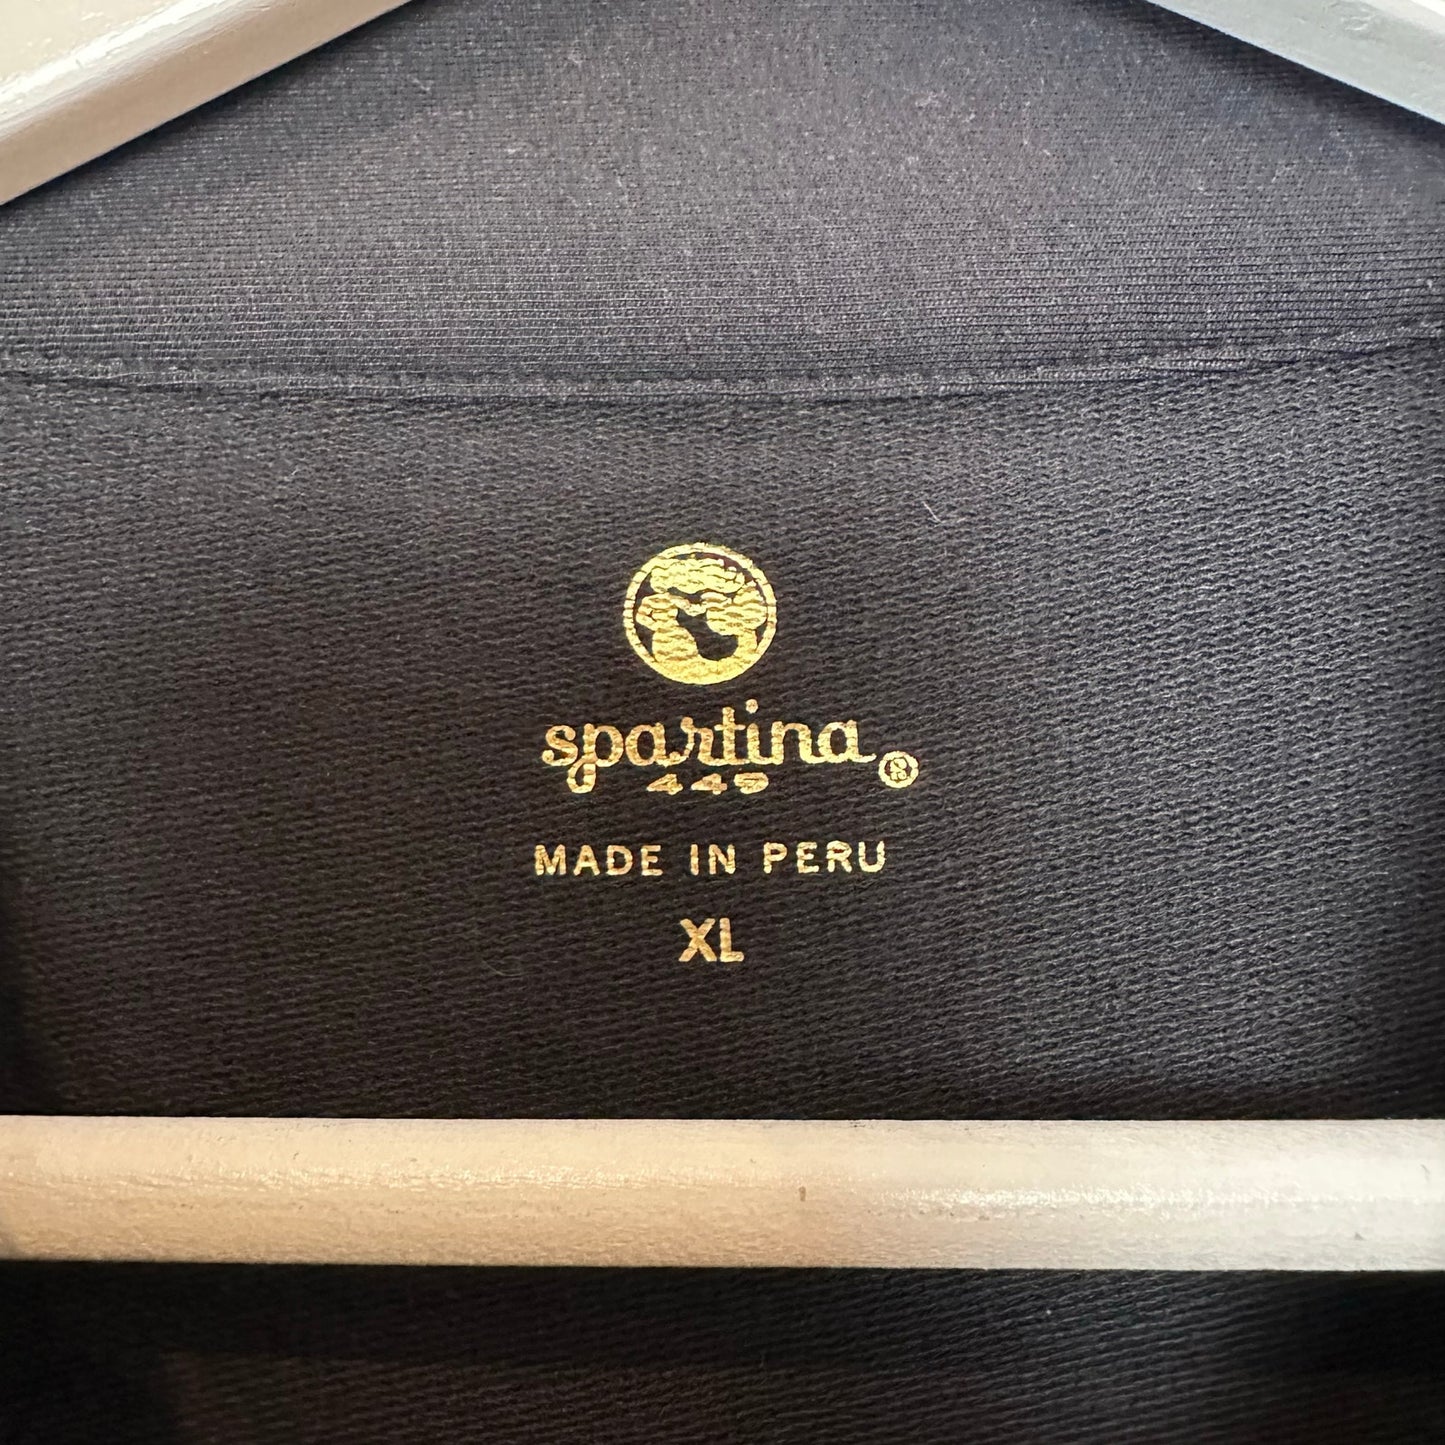 spartina ®
449
MADE IN PERU
XL